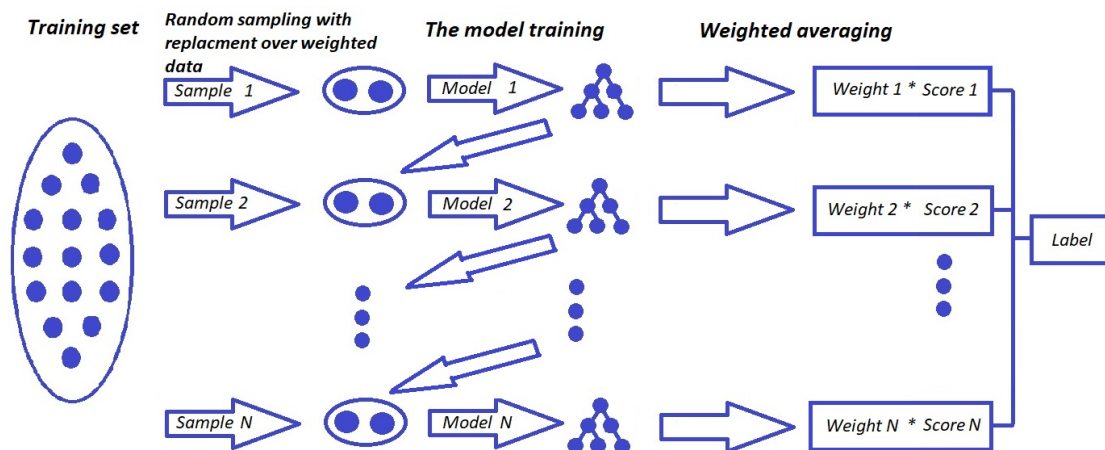 Training set
Random sampling with
replacment over weighted
data
The model training
Weighted averaging
Sample 1
Model 1
Weight 1 * Score 1
Sample 2
Model 2
Weight 2 * Score 2
Label
Sample N
Model N
Weight N * Score N